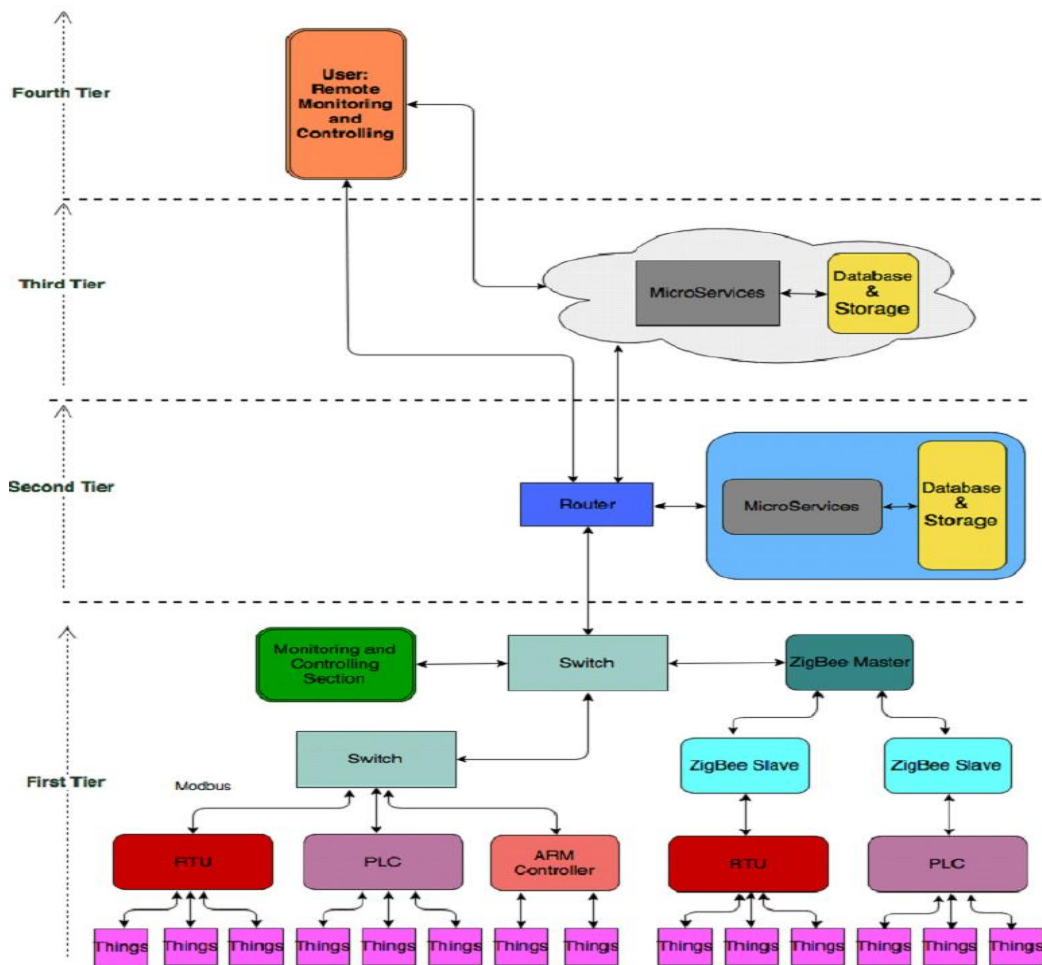 Fourth Tier
User:
Remote
Monitoring
and
Controlling
Third Tier
MicroServices
Database
&
Storage
Second Tier
Router
MicroServices
Database
&
Storage
First Tier
Monitoring and
Controlling
Section
Switch
ZigBee Master
Switch
ZigBee Slave
ZigBee Slave
Modbus
RTU
PLC
ARM
Controller
RTU
PLC
Things
Things
Things
Things
Things
Things
Things
Things
Things
Things
Things
Things
Things
Things